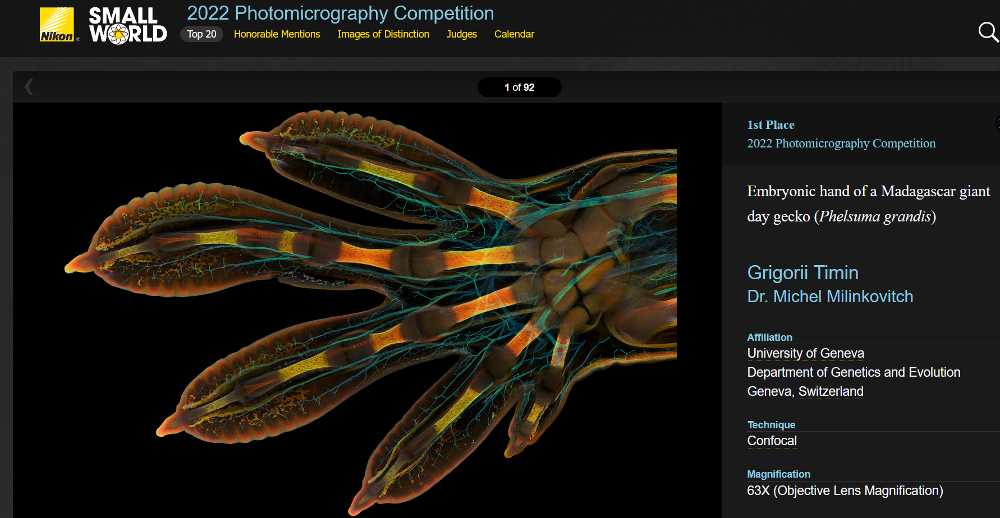 2022 Photomicrography Competition
Nikon ®
SMALL
WORLD
Top 20 Honorable Mentions Images of Distinction Judges Calendar
1 of 92
1st Place
2022 Photomicrography Competition
Embryonic hand of a Madagascar giant
day gecko (Phelsuma grandis)
Grigorii Timin
Dr. Michel Milinkovitch
Affiliation
University of Geneva
Department of Genetics and Evolution
Geneva, Switzerland
Technique
Confocal
Magnification
63X (Objective Lens Magnification)